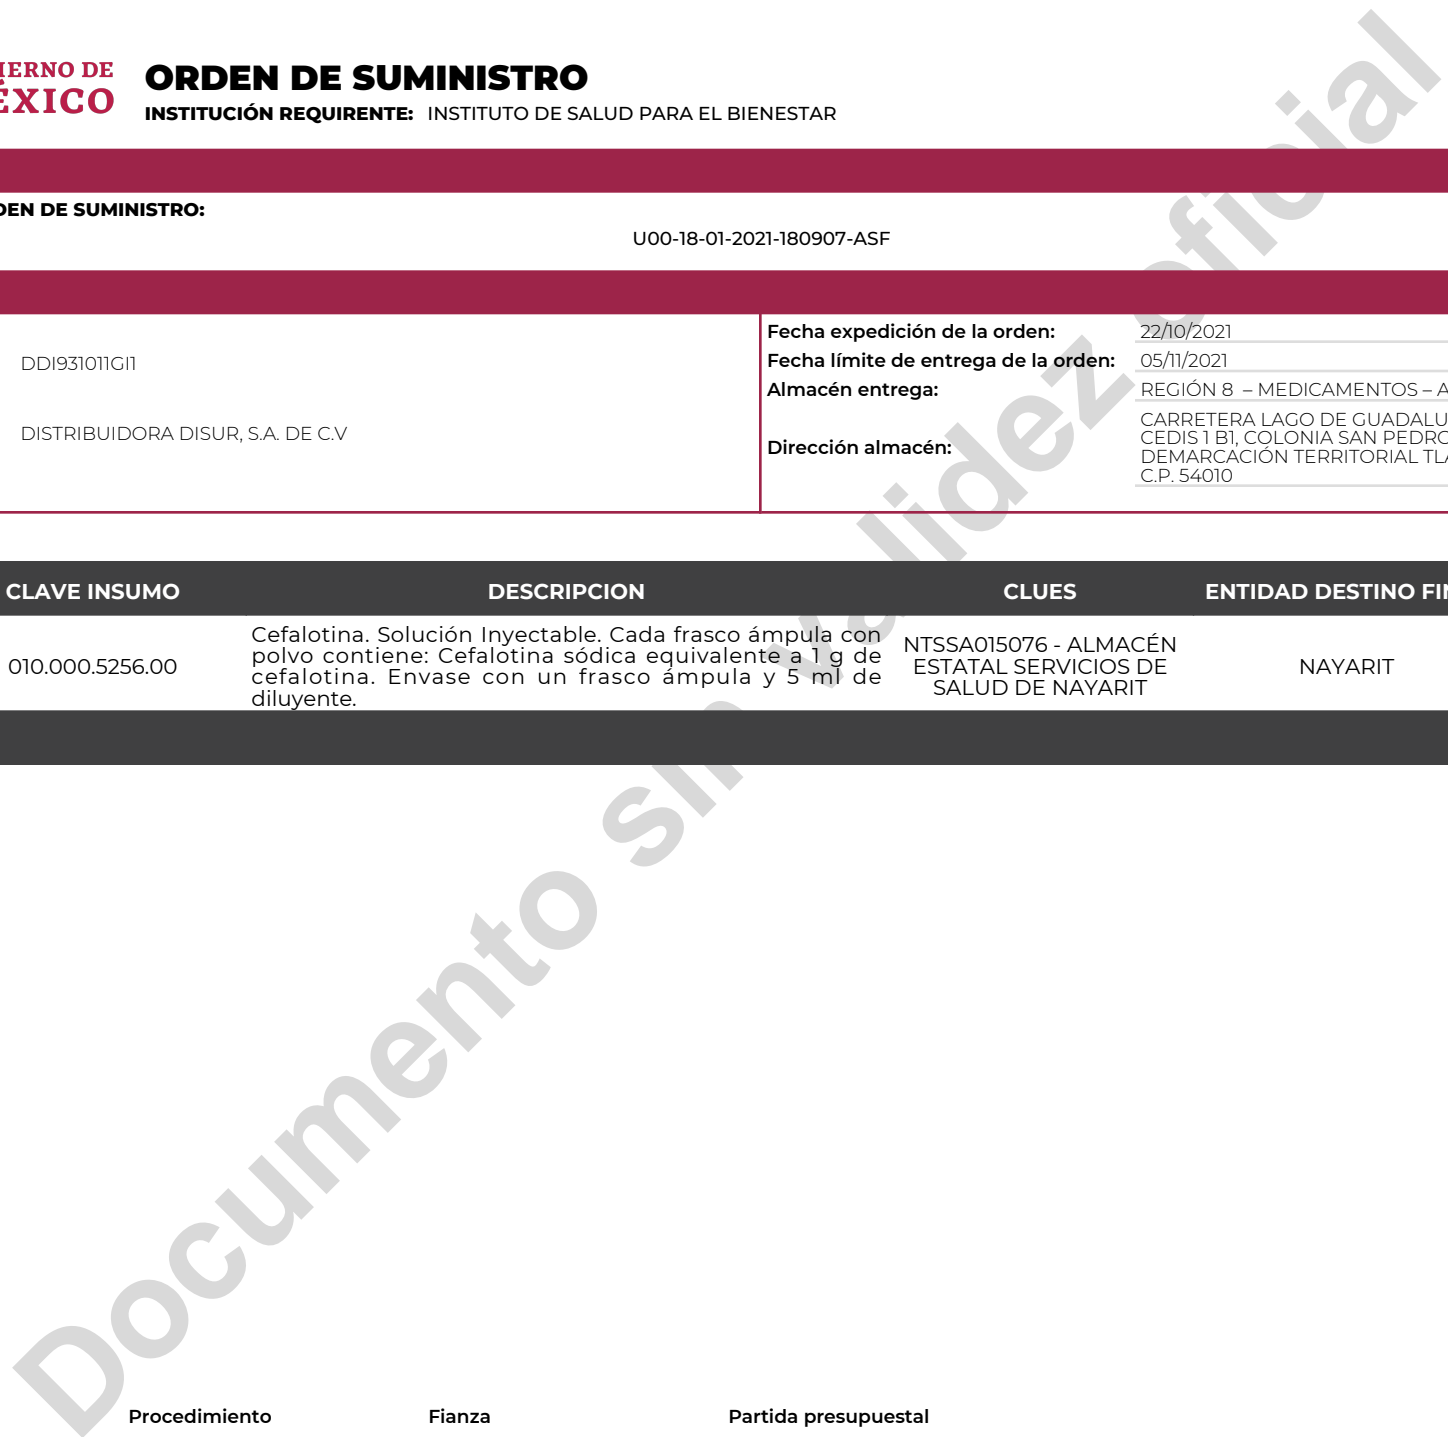 IERNO DE
ÉXICO
ORDEN DE SUMINISTRO
INSTITUCIÓN REQUIRENTE: INSTITUTO DE SALUD PARA EL BIENESTAR
DEN DE SUMINISTRO:
U00-18-01-2021-180907-ASF
DDI931011GI1
DISTRIBUIDORA DISUR, S.A. DE C.V
Fecha expedición de la orden: 22/10/2021
Fecha límite de entrega de la orden: 05/11/2021
Almacén entrega: REGIÓN 8 – MEDICAMENTOS – A
Dirección almacén:
CARRETERA LAGO DE GUADALU
CEDIS 1 B1, COLONIA SAN PEDRO
DEMARCACIÓN TERRITORIAL TLA
C.P. 54010
CLAVE INSUMO DESCRIPCION CLUES ENTIDAD DESTINO FIN
010.000.5256.00
Cefalotina. Solución Inyectable. Cada frasco ámpula con
polvo contiene: Cefalotina sódica equivalente a 1 g de
cefalotina. Envase con un frasco ámpula y 5 ml de
diluyente.
NTSSA015076 - ALMACÉN
ESTATAL SERVICIOS DE
SALUD DE NAYARIT
NAYARIT
Procedimiento Fianza Partida presupuestal
Documento sin validez oficial